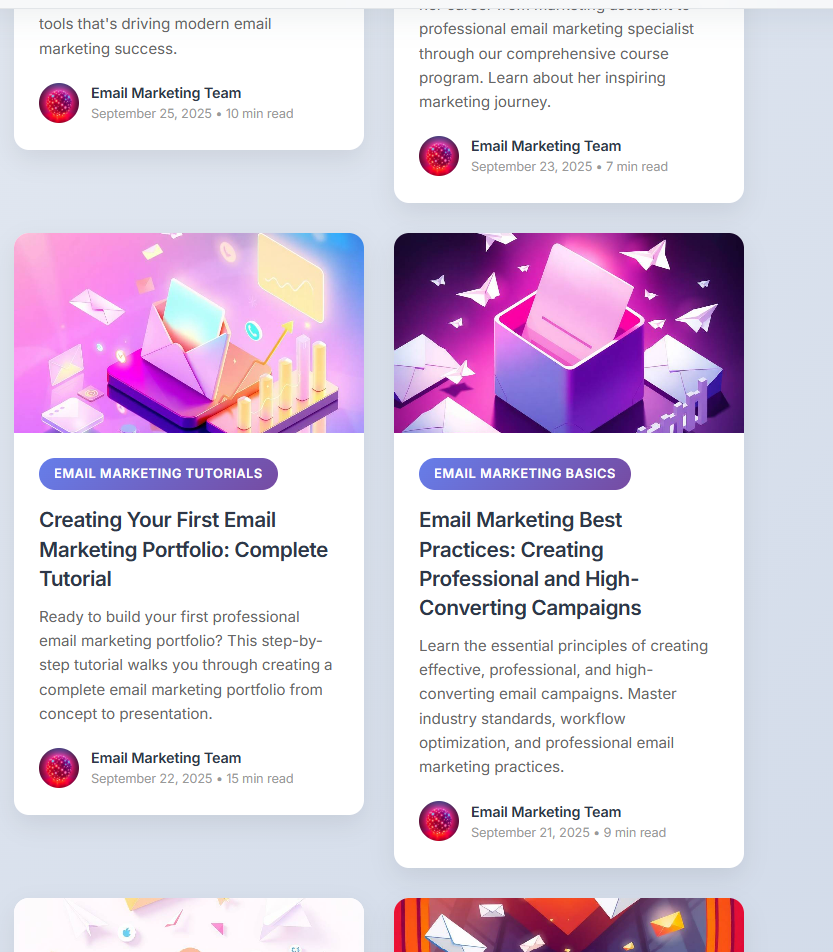 tools that's driving modern email
marketing success.
Email Marketing Team
September 25, 2025 • 10 min read
her career from marketing assistant to
professional email marketing specialist
through our comprehensive course
program. Learn about her inspiring
marketing journey.
Email Marketing Team
September 23, 2025 • 7 min read
EMAIL MARKETING TUTORIALS
Creating Your First Email
Marketing Portfolio: Complete
Tutorial
Ready to build your first professional
email marketing portfolio? This step-by-
step tutorial walks you through creating a
complete email marketing portfolio from
concept to presentation.
Email Marketing Team
September 22, 2025 • 15 min read
EMAIL MARKETING BASICS
Email Marketing Best
Practices: Creating
Professional and High-
Converting Campaigns
Learn the essential principles of creating
effective, professional, and high-
converting email campaigns. Master
industry standards, workflow
optimization, and professional email
marketing practices.
Email Marketing Team
September 21, 2025 • 9 min read